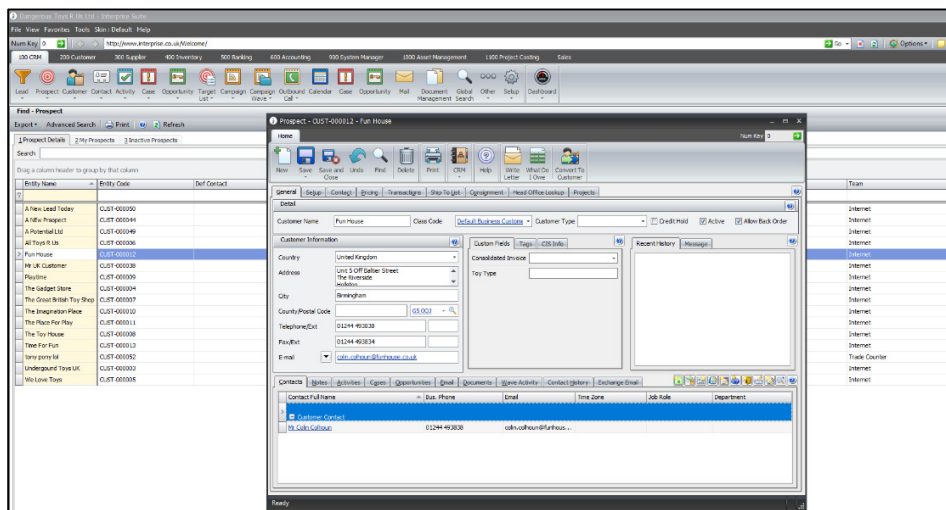 Dangerous Toys R Us Ltd - Interprise Suite
File View Favorites Tools Skin : Default Help
Num Key 0 http://www.interprise.co.uk/Welcome/ Go Options
100 CRM 200 Customer 300 Supplier 400 Inventory 500 Banking 600 Accounting 900 System Manager 1000 Asset Management 1100 Project Costing Sales
Lead Prospect Customer Contact Activity Case Opportunity Target List Campaign Campaign Wave Outbound Call Calendar Case Opportunity Mail Document Management Global Search Other Setup Dashboard
Find - Prospect
Export Advanced Search Print Refresh
1 Prospect Details 2 My Prospects 3 Inactive Prospects
Search
Drag a column header to group by that column
Entity Name Entity Code Def Contact Team
A New Lead Today CUST-000050 Internet
A NEw Prsopect CUST-000044 Internet
A Potential Ltd CUST-000049 Internet
All Toys R Us CUST-000006 Internet
Fun House CUST-000012 Internet
Mr UK Customer CUST-000038 Internet
Playtime CUST-000009 Internet
The Gadget Store CUST-000004 Internet
The Great British Toy Shop CUST-000007 Internet
The Imagination Place CUST-000010 Internet
The Place For Play CUST-000011 Internet
The Toy House CUST-000008 Internet
Time For Fun CUST-000013 Internet
tony pony lol CUST-000052 Trade Counter
Undergound Toys UK CUST-000003 Internet
We Love Toys CUST-000005 Internet
Prospect - CUST-000012 - Fun House
Home Num Key 0
New Save Save and Close Undo Find Delete Print CRM Help Write Letter What Do I Owe Convert To Customer
General Setup Contact Pricing Transactions Ship-To List Consignment Head Office Lookup Projects
Detail
Customer Name Fun House Class Code Default Business Custom Customer Type Credit Hold Active Allow Back Order
Customer Information Custom Fields Tags CIS Info Recent History Message
Country United Kingdom Consolidated Invoice
Address Unit 5 Off Balter Street Toy Type
The Riverside
City Birmingham
County/Postal Code
Telephone/Ext 01244 493838
Fax/Ext 01244 493834
E-mail colin.colhoun@funhouse.co.uk
Contacts Notes Activities Cases Opportunities Email Documents Wave Activity Contact History Exchange Email
Contact Full Name Bus. Phone Email Time Zone Job Role Department
Customer Contact
Mr Colin Colhoun 01244 493838 colin.colhoun@funhous...
Ready